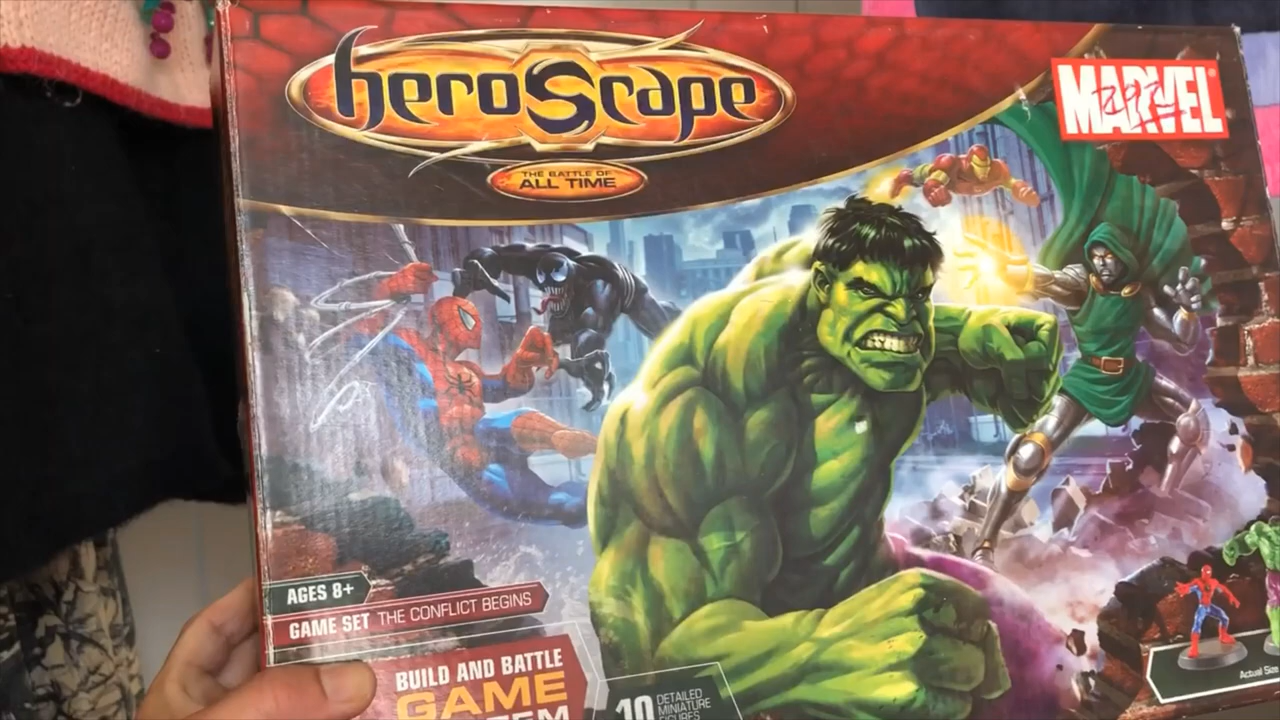 heroScape
THE BATTLE OF
ALL TIME
MARVEL
AGES 8+
GAME SET THE CONFLICT BEGINS
BUILD AND BATTLE
GAME
10 DETAILED
MINIATURE
FIGURES
Actual